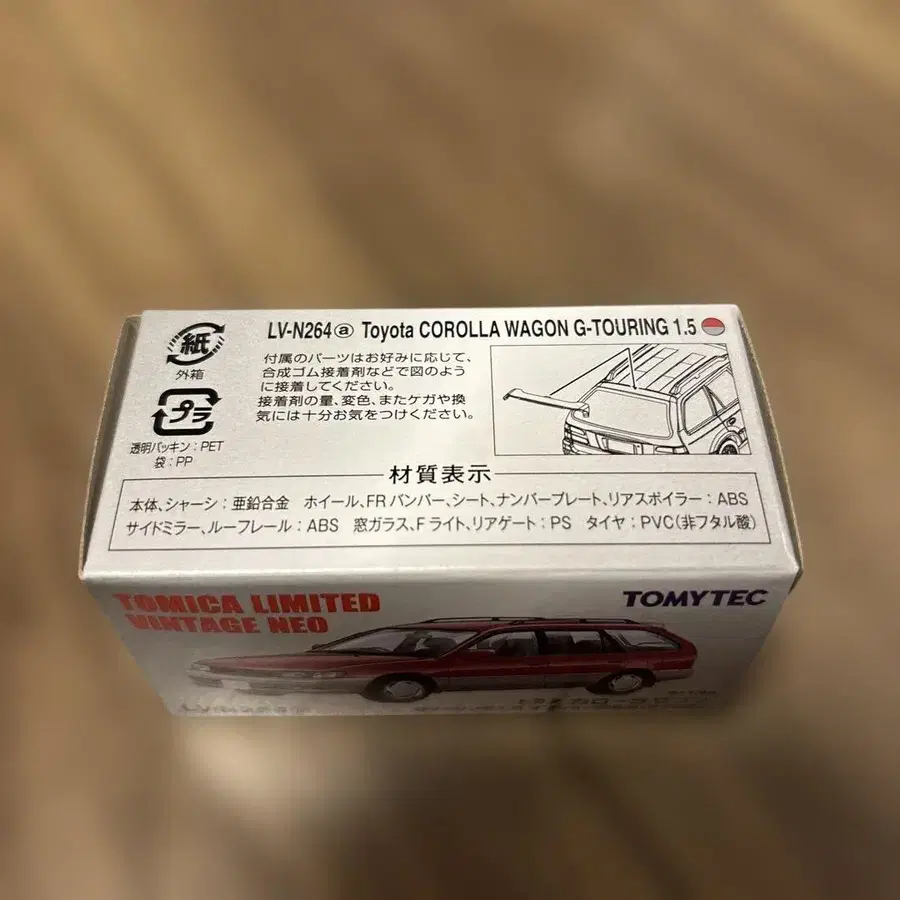 紙
外箱
プラ
透明パッキン：PET
袋：PP
LV-N264ⓐ Toyota COROLLA WAGON G-TOURING 1.5
付属のパーツはお好みに応じて、
合成ゴム接着剤などで図のよう
に接着してください。
接着剤の量、変色、またケガや換
気には十分お気をつけください。
材質表示
本体、シャーシ：亜鉛合金 ホイール、FRバンパー、シート、ナンバープレート、リアスポイラー：ABS
サイドミラー、ルーフレール：ABS 窓ガラス、Fライト、リアゲート：PS タイヤ：PVC（非フタル酸）
TOMICA LIMITED
VINTAGE NEO
TOMYTEC